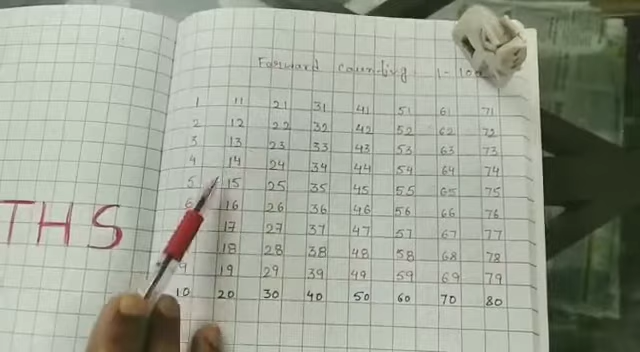 Forward counting 1-100
1 11 21 31 41 51 61 71
2 12 22 32 42 52 62 72
3 13 23 33 43 53 63 73
4 14 24 34 44 54 64 74
5 15 25 35 45 55 65 75
6 16 26 36 46 56 66 76
17 27 37 47 57 67 77
18 28 38 48 58 68 78
9 19 29 39 49 59 69 79
10 20 30 40 50 60 70 80
THS